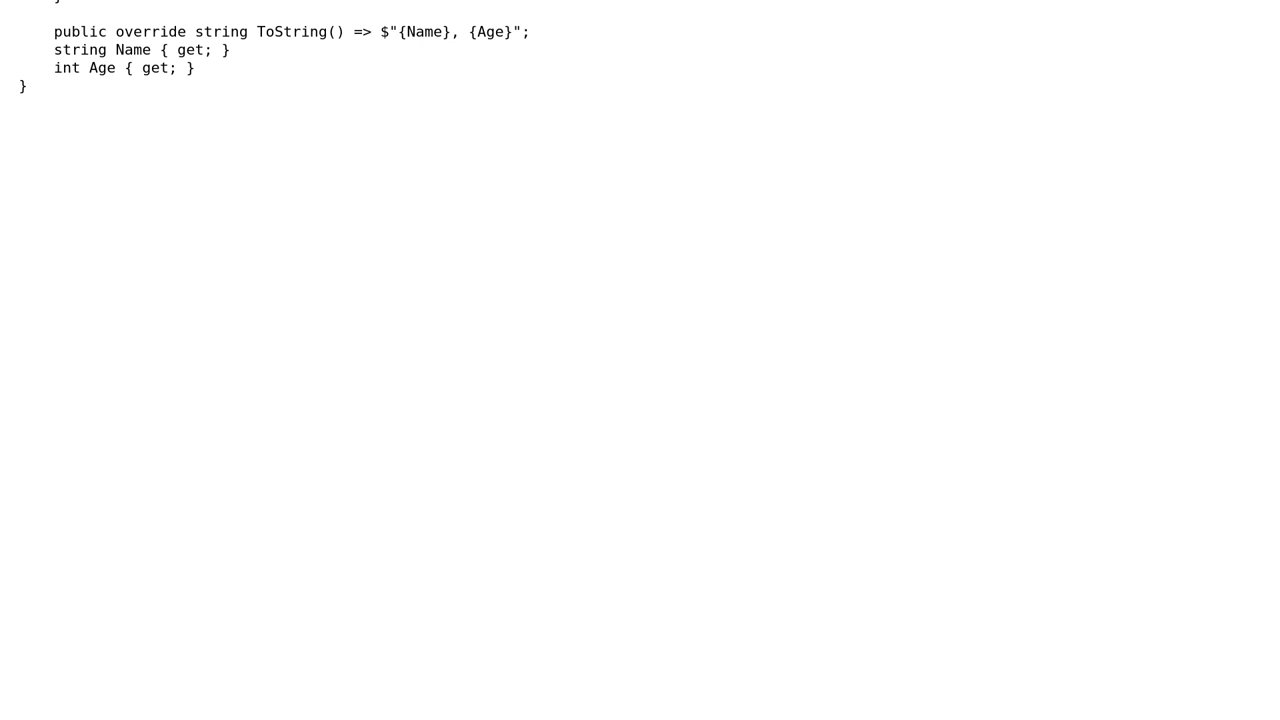 }
public override string ToString() => $"{Name}, {Age}";
string Name { get; }
int Age { get; }
}